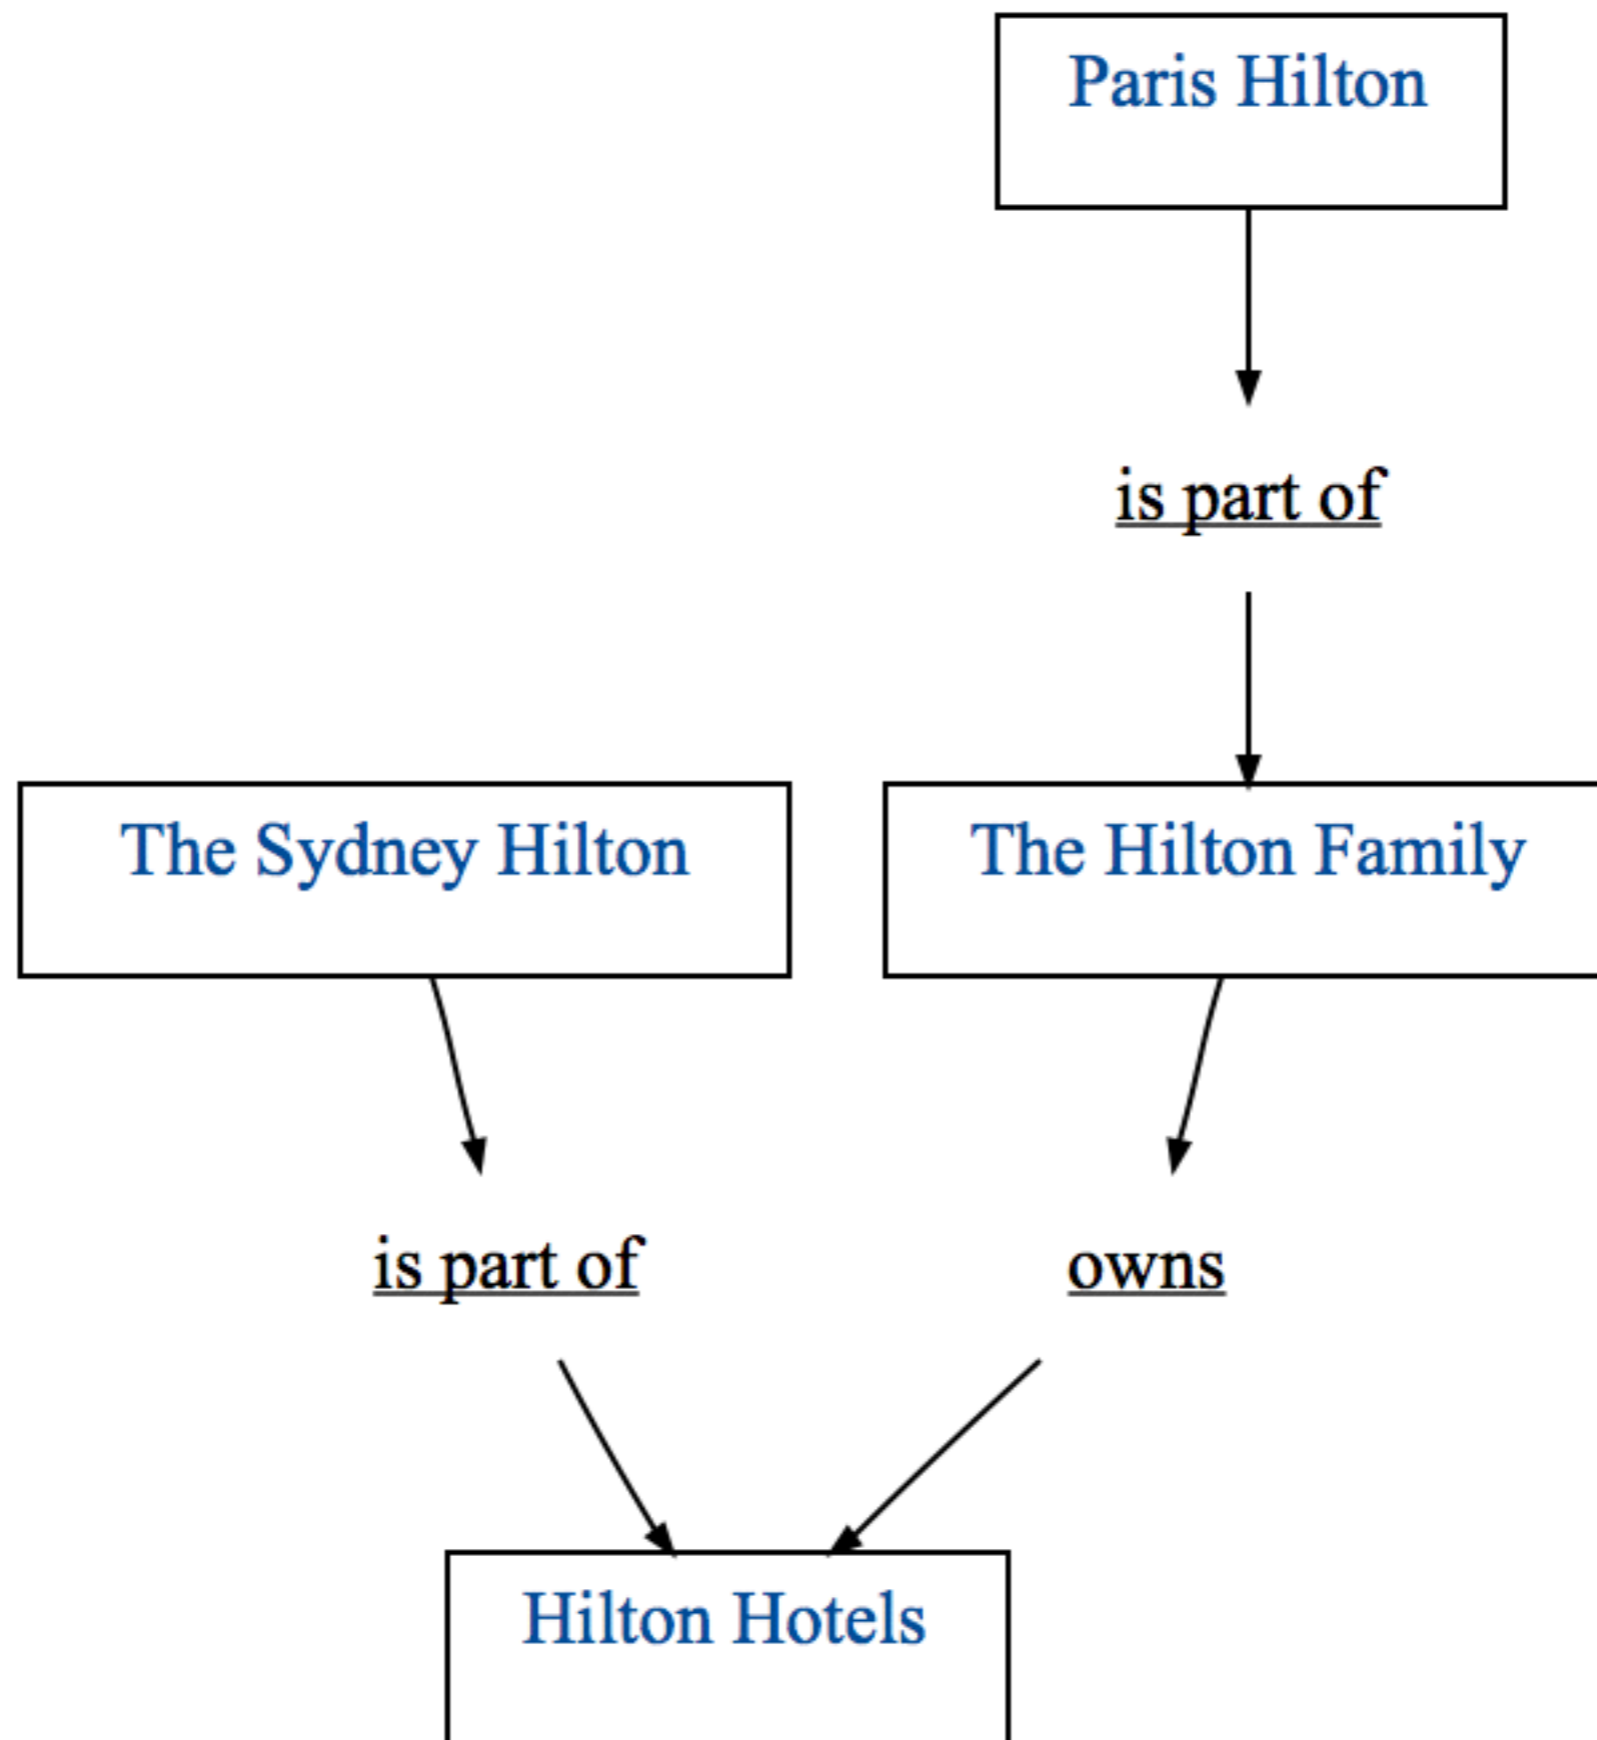 Paris Hilton
is part of
The Sydney Hilton
The Hilton Family
is part of
owns
Hilton Hotels